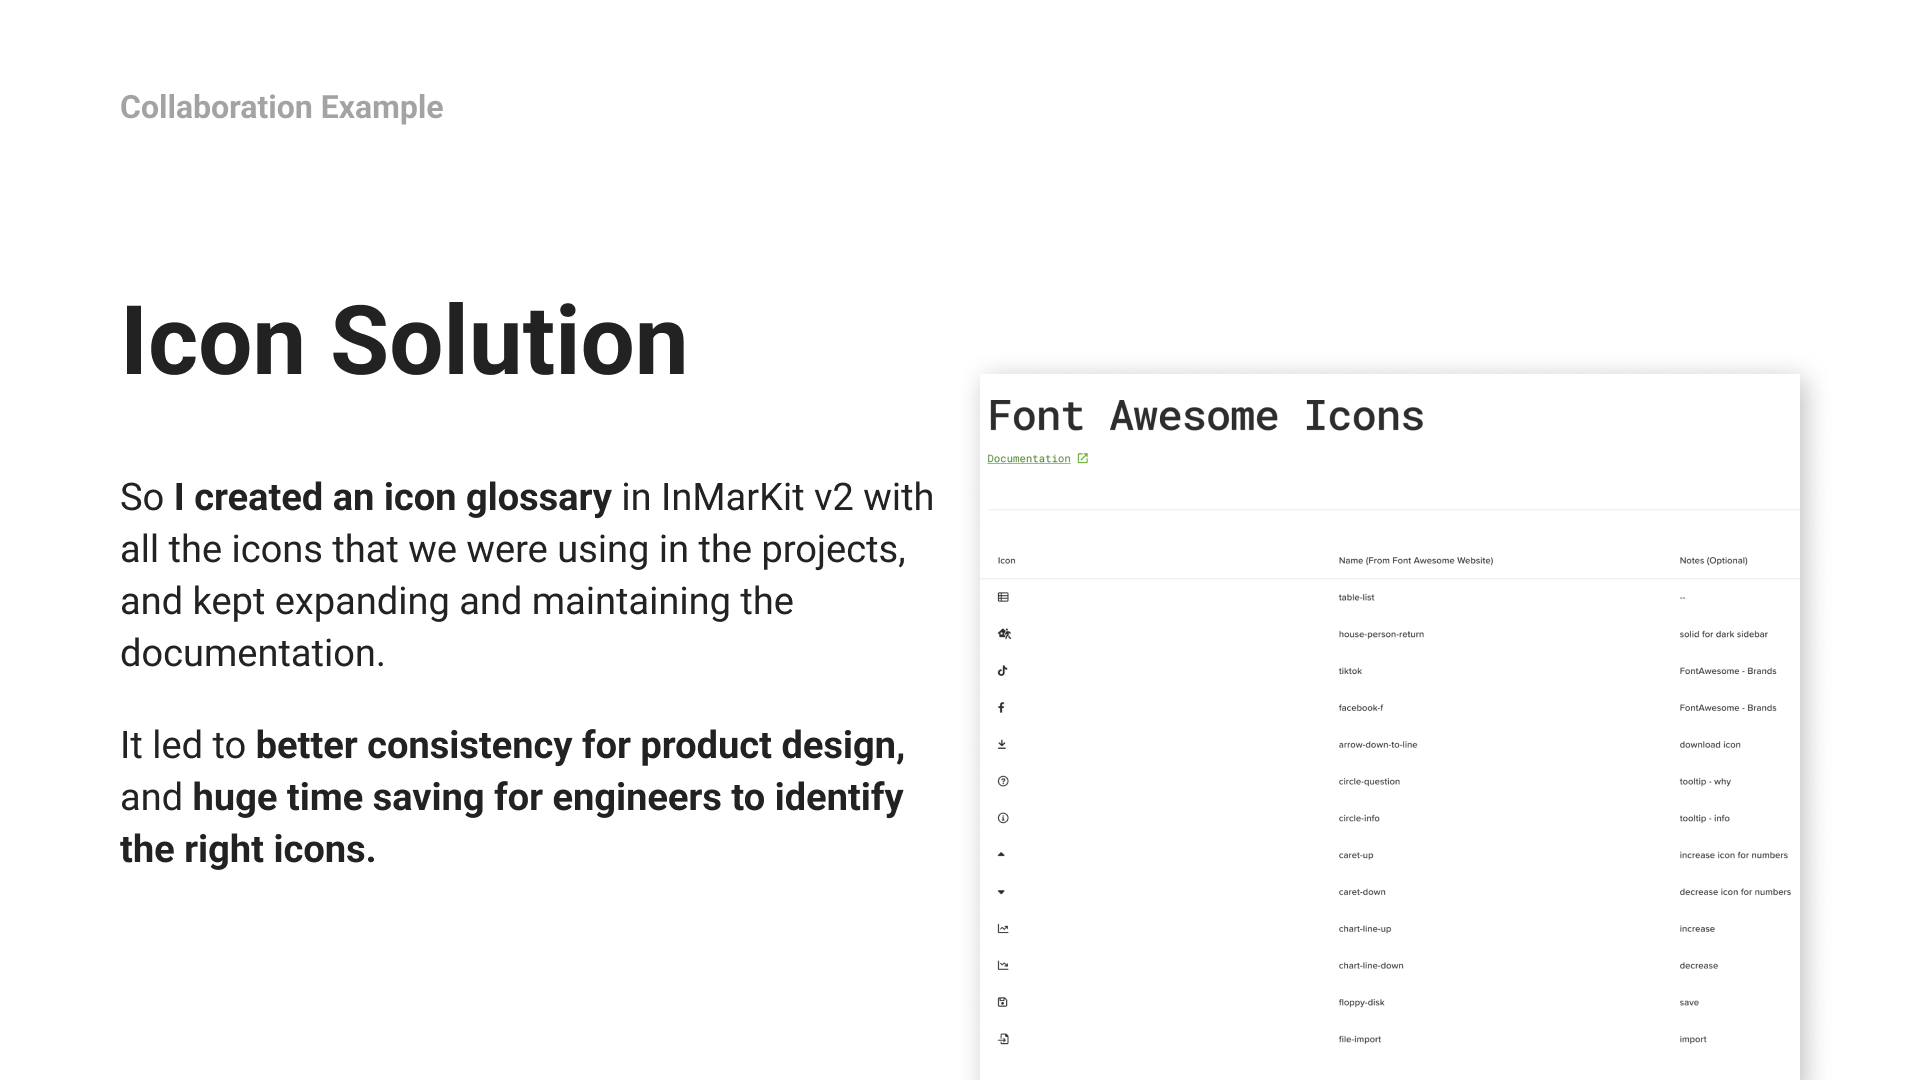 Collaboration Example
Icon Solution
So I created an icon glossary in InMarKit v2 with
all the icons that we were using in the projects,
and kept expanding and maintaining the
documentation.
It led to better consistency for product design,
and huge time saving for engineers to identify
the right icons.
Font Awesome Icons
Documentation
Icon Name (From Font Awesome Website) Notes (Optional)
table-list --
house-person-return solid for dark sidebar
tiktok FontAwesome - Brands
facebook-f FontAwesome - Brands
arrow-down-to-line download icon
circle-question tooltip - why
circle-info tooltip - info
caret-up increase icon for numbers
caret-down decrease icon for numbers
chart-line-up increase
chart-line-down decrease
floppy-disk save
file-import import